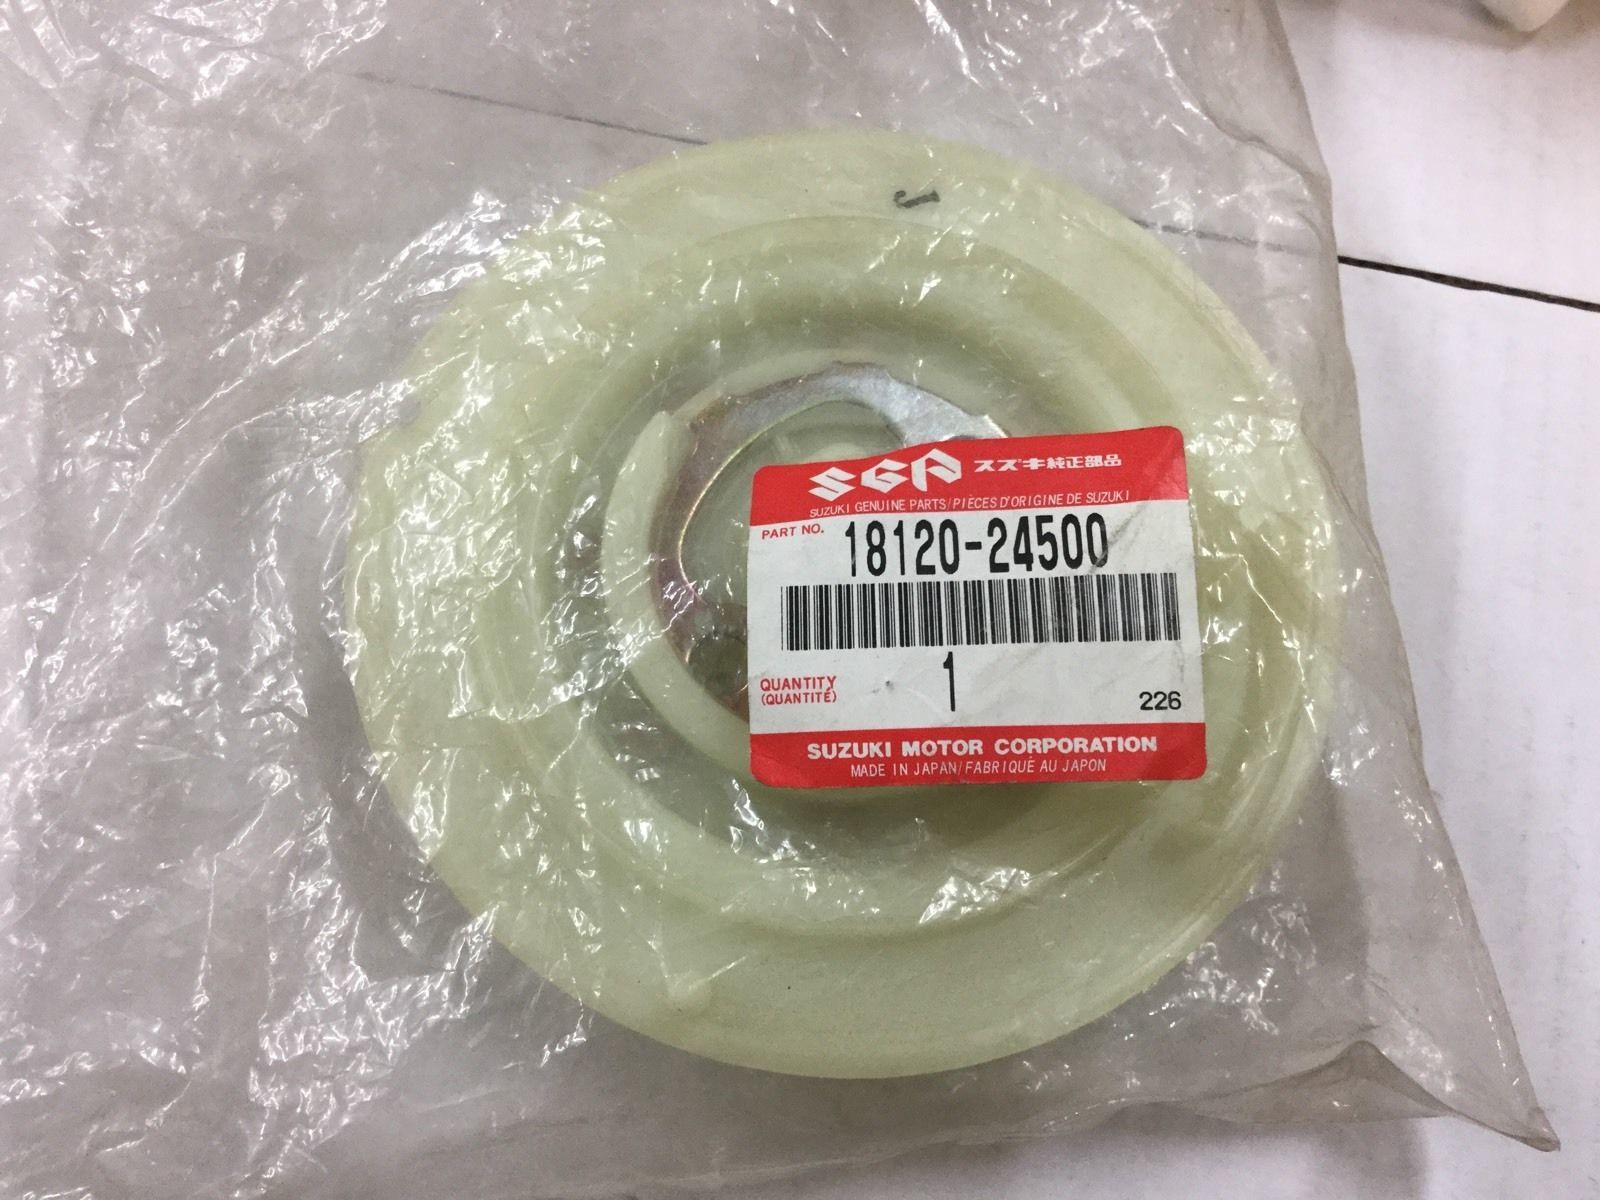 J
SGP スズキ純正部品
SUZUKI GENUINE PARTS/PIÈCES D'ORIGINE DE SUZUKI
PART NO. 18120-24500
QUANTITY 1
(QUANTITÉ) 226
SUZUKI MOTOR CORPORATION
MADE IN JAPAN/FABRIQUÉ AU JAPON